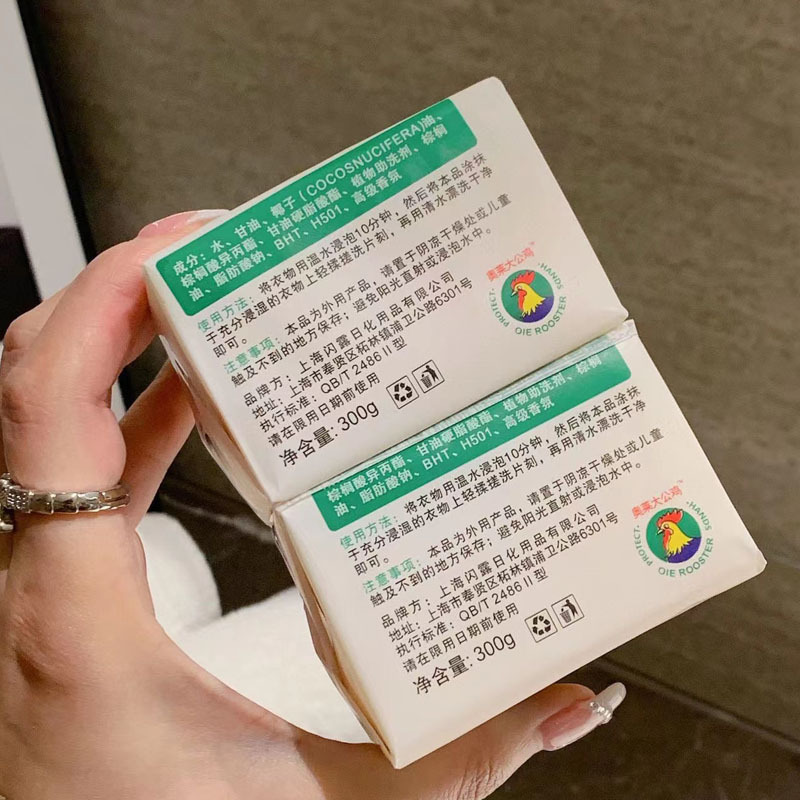 成分：水、甘油、椰子(COCOSNUCIFERA)油、
棕榈酸异丙酯、甘油硬脂酸酯、植物助洗剂、棕榈
油、脂肪酸钠、BHT、H501、高级香氛
使用方法：将衣物用温水浸泡10分钟，然后将本品涂抹
于充分浸湿的衣物上轻揉搓洗片刻，再用清水漂洗干净
即可。
注意事项：本品为外用产品，请置于阴凉干燥处或儿童
触及不到的地方保存；避免阳光直射或浸泡水中。
品牌方：上海闪露日化用品有限公司
地址：上海市奉贤区柘林镇浦卫公路6301号
执行标准：QB/T 2486 II 型
请在限用日期前使用
净含量：300g
奥莱大公鸡
PROTECT·HANDS
QIE ROOSTER
棕榈酸异丙酯、甘油硬脂酸酯、植物助洗剂、棕榈
油、脂肪酸钠、BHT、H501、高级香氛
使用方法：将衣物用温水浸泡10分钟，然后将本品涂抹
于充分浸湿的衣物上轻揉搓洗片刻，再用清水漂洗干净
即可。
注意事项：本品为外用产品，请置于阴凉干燥处或儿童
触及不到的地方保存；避免阳光直射或浸泡水中。
品牌方：上海闪露日化用品有限公司
地址：上海市奉贤区柘林镇浦卫公路6301号
执行标准：QB/T 2486 II 型
请在限用日期前使用
净含量：300g
奥莱大公鸡
PROTECT·HANDS
QIE ROOSTER